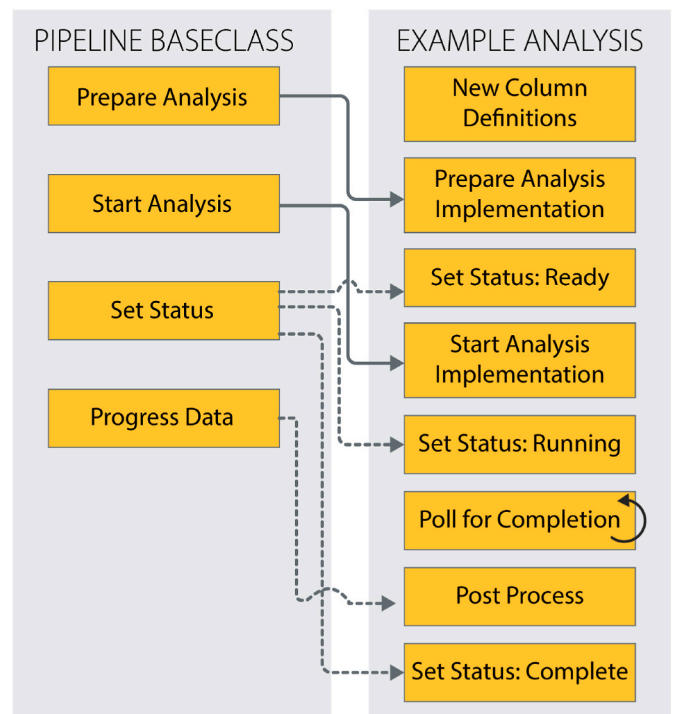 PIPELINE BASECLASS
Prepare Analysis
Start Analysis
Set Status
Progress Data
EXAMPLE ANALYSIS
New Column
Definitions
Prepare Analysis
Implementation
Set Status: Ready
Start Analysis
Implementation
Set Status: Running
Poll for Completion
Post Process
Set Status: Complete